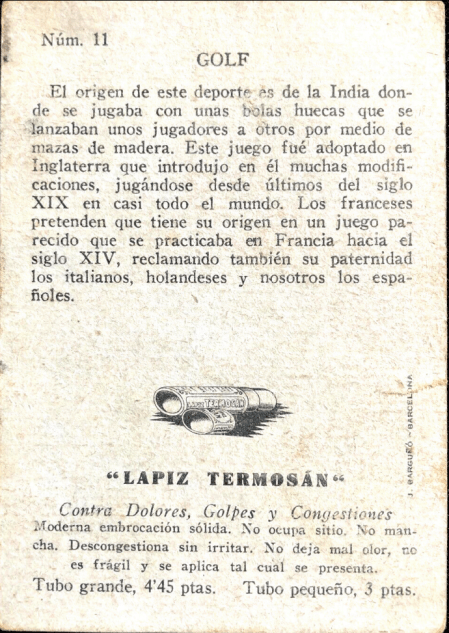 Núm. 11
GOLF
El origen de este deporte es de la India don-
de se jugaba con unas bolas huecas que se
lanzaban unos jugadores a otros por medio de
mazas de madera. Este juego fué adoptado en
Inglaterra que introdujo en él muchas modifi-
caciones, jugándose desde últimos del siglo
XIX en casi todo el mundo. Los franceses
pretenden que tiene su origen en un juego pa-
recido que se practicaba en Francia hacia el
siglo XIV, reclamando también su paternidad
los italianos, holandeses y nosotros los espa-
ñoles.
TERMOSAN
J. BARGUÑÓ - BARCELONA
“LAPIZ TERMOSÁN“
Contra Dolores, Golpes y Congestiones
Moderna embrocación sólida. No ocupa sitio. No man-
cha. Descongestiona sin irritar. No deja mal olor, no
es frágil y se aplica tal cual se presenta.
Tubo grande, 4'45 ptas. Tubo pequeño, 3 ptas.